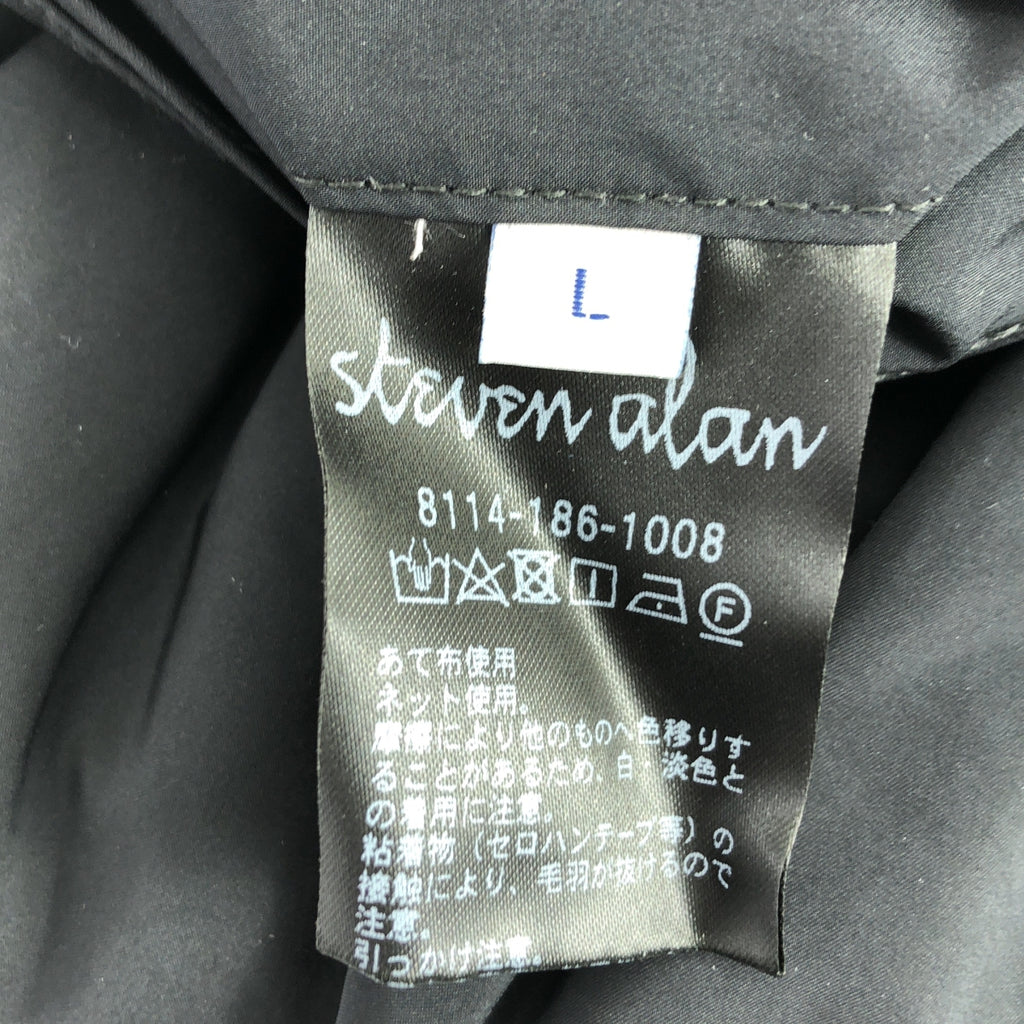 L
steven alan
8114-186-1008
F
あて布使用
ネット使用。
摩擦により他のものへ色移りす
ることがあるため、白、淡色と
の着用に注意。
粘着物（セロハンテープ等）の
接触により、毛羽が抜けるので
注意。
引っかけ注意。